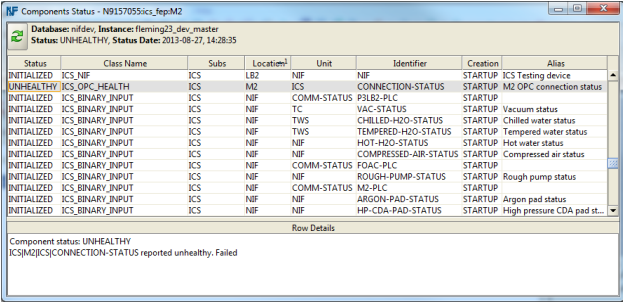 Components Status - N9157055:ics_fep:M2
Database: nifdev, Instance: fleming23_dev_master
Status: UNHEALTHY, Status Date: 2013-08-27, 14:28:35
Status Class Name Subs Location 1 Unit Identifier Creation Alias
INITIALIZED ICS_NIF ICS LB2 NIF NIF STARTUP ICS Testing device
UNHEALTHY ICS_OPC_HEALTH ICS M2 ICS CONNECTION-STATUS STARTUP M2 OPC connection status
INITIALIZED ICS_BINARY_INPUT ICS NIF COMM-STATUS P3LB2-PLC STARTUP
INITIALIZED ICS_BINARY_INPUT ICS NIF TC VAC-STATUS STARTUP Vacuum status
INITIALIZED ICS_BINARY_INPUT ICS NIF TWS CHILLED-H2O-STATUS STARTUP Chilled water status
INITIALIZED ICS_BINARY_INPUT ICS NIF TWS TEMPERED-H2O-STATUS STARTUP Tempered water status
INITIALIZED ICS_BINARY_INPUT ICS NIF NIF HOT-H2O-STATUS STARTUP Hot water status
INITIALIZED ICS_BINARY_INPUT ICS NIF NIF COMPRESSED-AIR-STATUS STARTUP Compressed air status
INITIALIZED ICS_BINARY_INPUT ICS NIF COMM-STATUS FOAC-PLC STARTUP
INITIALIZED ICS_BINARY_INPUT ICS NIF NIF ROUGH-PUMP-STATUS STARTUP Rough pump status
INITIALIZED ICS_BINARY_INPUT ICS NIF COMM-STATUS M2-PLC STARTUP
INITIALIZED ICS_BINARY_INPUT ICS NIF NIF ARGON-PAD-STATUS STARTUP Argon pad status
INITIALIZED ICS_BINARY_INPUT ICS NIF NIF HP-CDA-PAD-STATUS STARTUP High pressure CDA pad st...
Row Details
Component status: UNHEALTHY
ICS|M2|ICS|CONNECTION-STATUS reported unhealthy. Failed